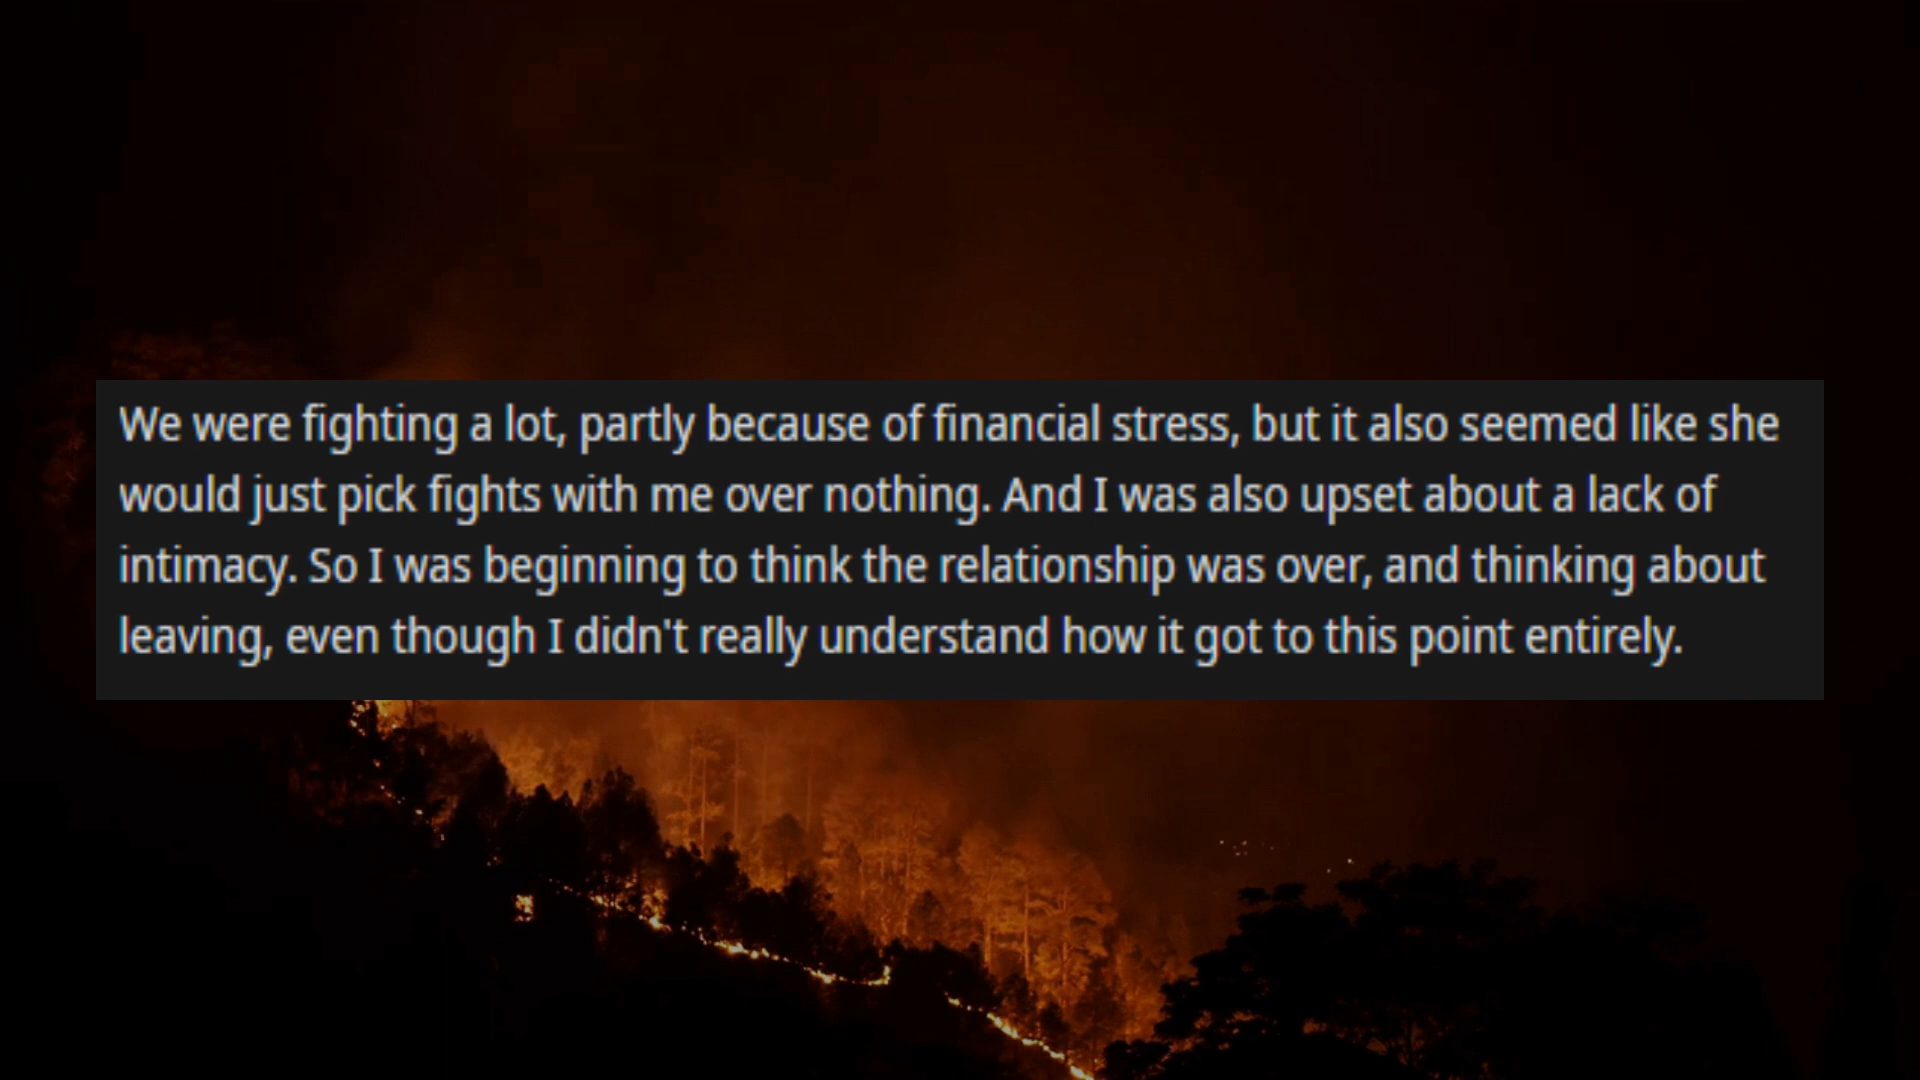 We were fighting a lot, partly because of financial stress, but it also seemed like she
would just pick fights with me over nothing. And I was also upset about a lack of
intimacy. So I was beginning to think the relationship was over, and thinking about
leaving, even though I didn't really understand how it got to this point entirely.